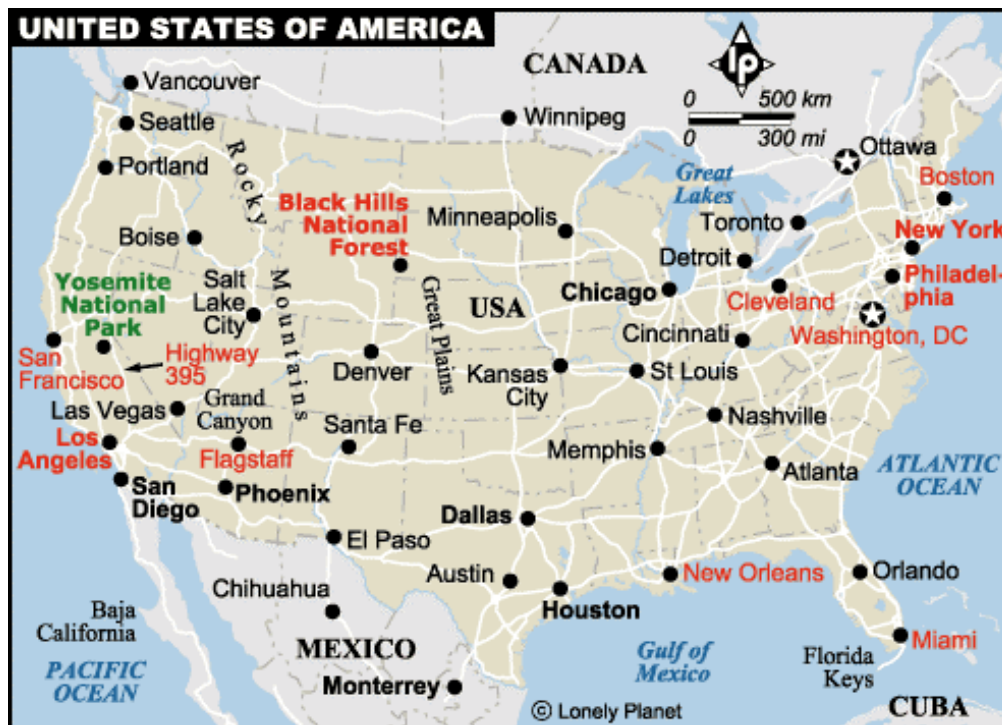 UNITED STATES OF AMERICA
CANADA
lp
0 500 km
0 300 mi
Vancouver
Seattle
Winnipeg
Portland
Rocky
Mountains
Ottawa
Boston
Great
Lakes
Black Hills
National
Forest
Minneapolis
Toronto
New York
Boise
Detroit
Yosemite
National
Park
Salt
Lake
City
Great Plains
USA
Chicago
Cleveland
Philadel-
phia
Washington, DC
Cincinnati
San
Francisco
Highway
395
Denver
Kansas
City
St Louis
Las Vegas
Grand
Canyon
Santa Fe
Nashville
Los
Angeles
Flagstaff
Memphis
Atlanta
ATLANTIC
OCEAN
San
Diego
Phoenix
Dallas
El Paso
Austin
New Orleans
Orlando
Chihuahua
Houston
Baja
California
MEXICO
Gulf of
Mexico
Miami
Florida
Keys
PACIFIC
OCEAN
Monterrey
© Lonely Planet
CUBA